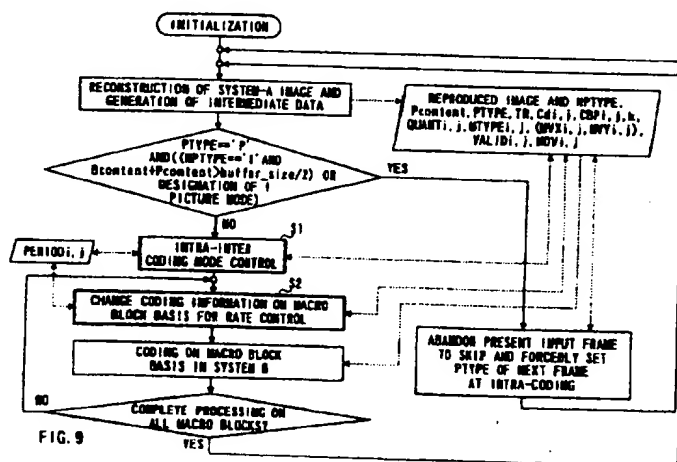 INITIALIZATION
RECONSTRUCTION OF SYSTEM-A IMAGE AND
GENERATION OF INTERMEDIATE DATA
REPRODUCED IMAGE AND NPTYPE,
Pcontent, PTYPE, TR, Cdi, j, CBPi, j, k,
QUANTi, j, MTYPEi, j, (MVXi, j, MVYi, j),
VALIDi, j, MDVi, j
PTYPE=='P'
AND((NPTYPE=='I' AND
Bcontent+Pcontent>buffer_size/2) OR
DESIGNATION OF I
PICTURE MODE)
YES
NO
S1
PERIODi, j
INTRA-INTER
CODING MODE CONTROL
S2
CHANGE CODING INFORMATION ON MACRO
BLOCK BASIS FOR RATE CONTROL
CODING ON MACRO BLOCK
BASIS IN SYSTEM B
ABANDON PRESENT INPUT FRAME
TO SKIP AND FORCEDLY SET
PTYPE OF NEXT FRAME
AT INTRA-CODING
NO
COMPLETE PROCESSING ON
ALL MACRO BLOCKS?
YES
FIG. 9